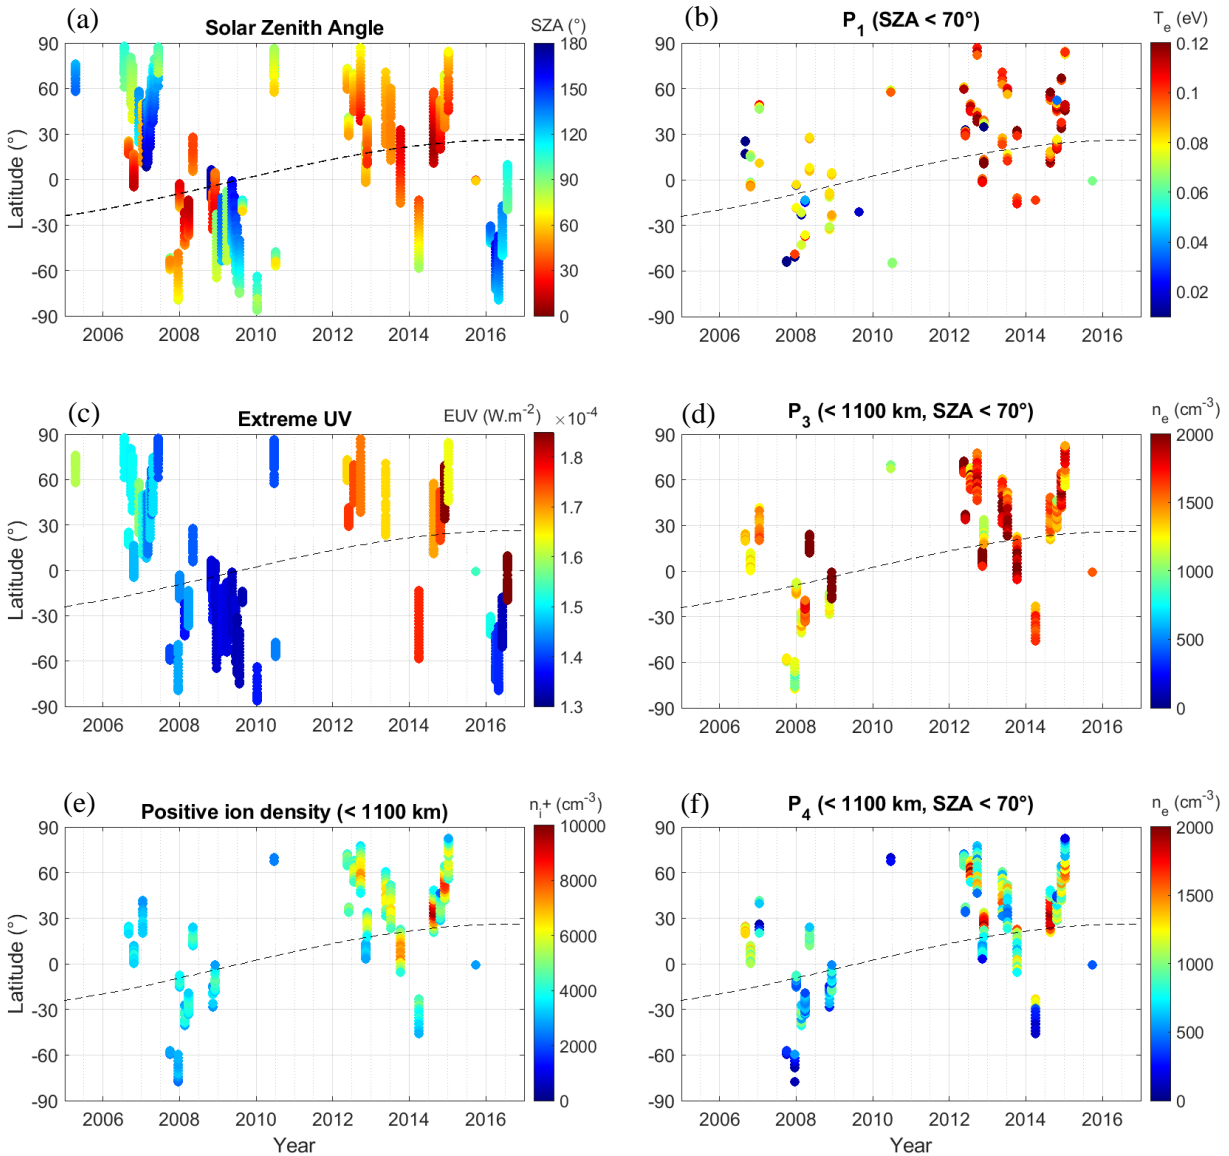 (a)
Solar Zenith Angle
SZA (°)
90
60
30
0
-30
-60
-90
Latitude (°)
2006 2008 2010 2012 2014 2016
180
150
120
90
60
30
0
(b)
P1 (SZA < 70°)
Te (eV)
90
60
30
0
-30
-60
-90
2006 2008 2010 2012 2014 2016
0.12
0.1
0.08
0.06
0.04
0.02
(c)
Extreme UV
EUV (W.m-2) ×10-4
90
60
30
0
-30
-60
-90
Latitude (°)
2006 2008 2010 2012 2014 2016
1.8
1.7
1.6
1.5
1.4
1.3
(d)
P3 (< 1100 km, SZA < 70°)
ne (cm-3)
90
60
30
0
-30
-60
-90
2006 2008 2010 2012 2014 2016
2000
1500
1000
500
0
(e)
Positive ion density (< 1100 km)
ni+ (cm-3)
90
60
30
0
-30
-60
-90
Latitude (°)
2006 2008 2010 2012 2014 2016
Year
10000
8000
6000
4000
2000
0
(f)
P4 (< 1100 km, SZA < 70°)
ne (cm-3)
90
60
30
0
-30
-60
-90
2006 2008 2010 2012 2014 2016
Year
2000
1500
1000
500
0